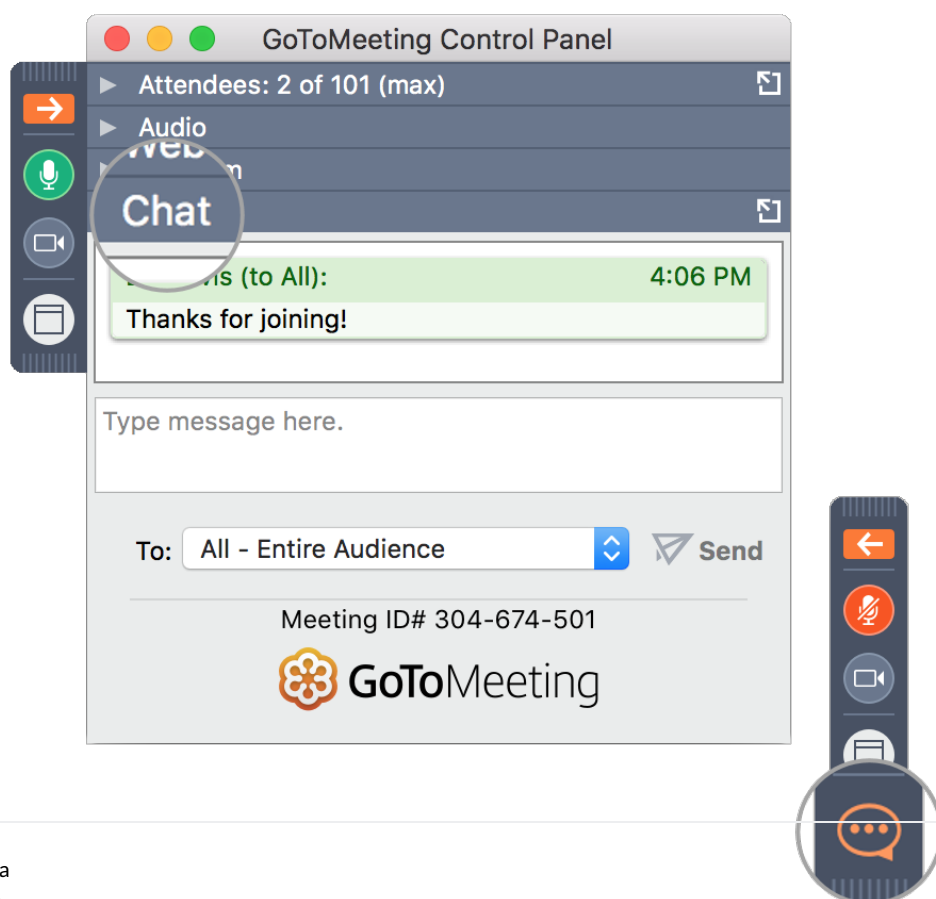 GoToMeeting Control Panel
Attendees: 2 of 101 (max)
Audio
Web
Chat
(to All): 4:06 PM
Thanks for joining!
Type message here.
To: All - Entire Audience Send
Meeting ID# 304-674-501
GoToMeeting
a